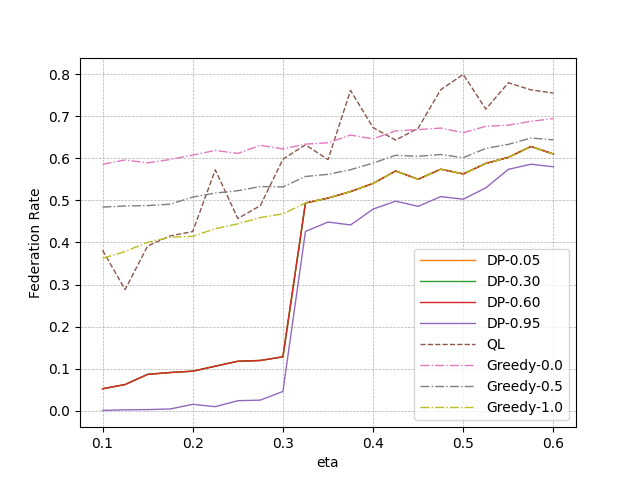 0.8
0.7
0.6
0.5
0.4
0.3
0.2
0.1
0.0
Federation Rate
DP-0.05
DP-0.30
DP-0.60
DP-0.95
QL
Greedy-0.0
Greedy-0.5
Greedy-1.0
0.1 0.2 0.3 0.4 0.5 0.6
eta